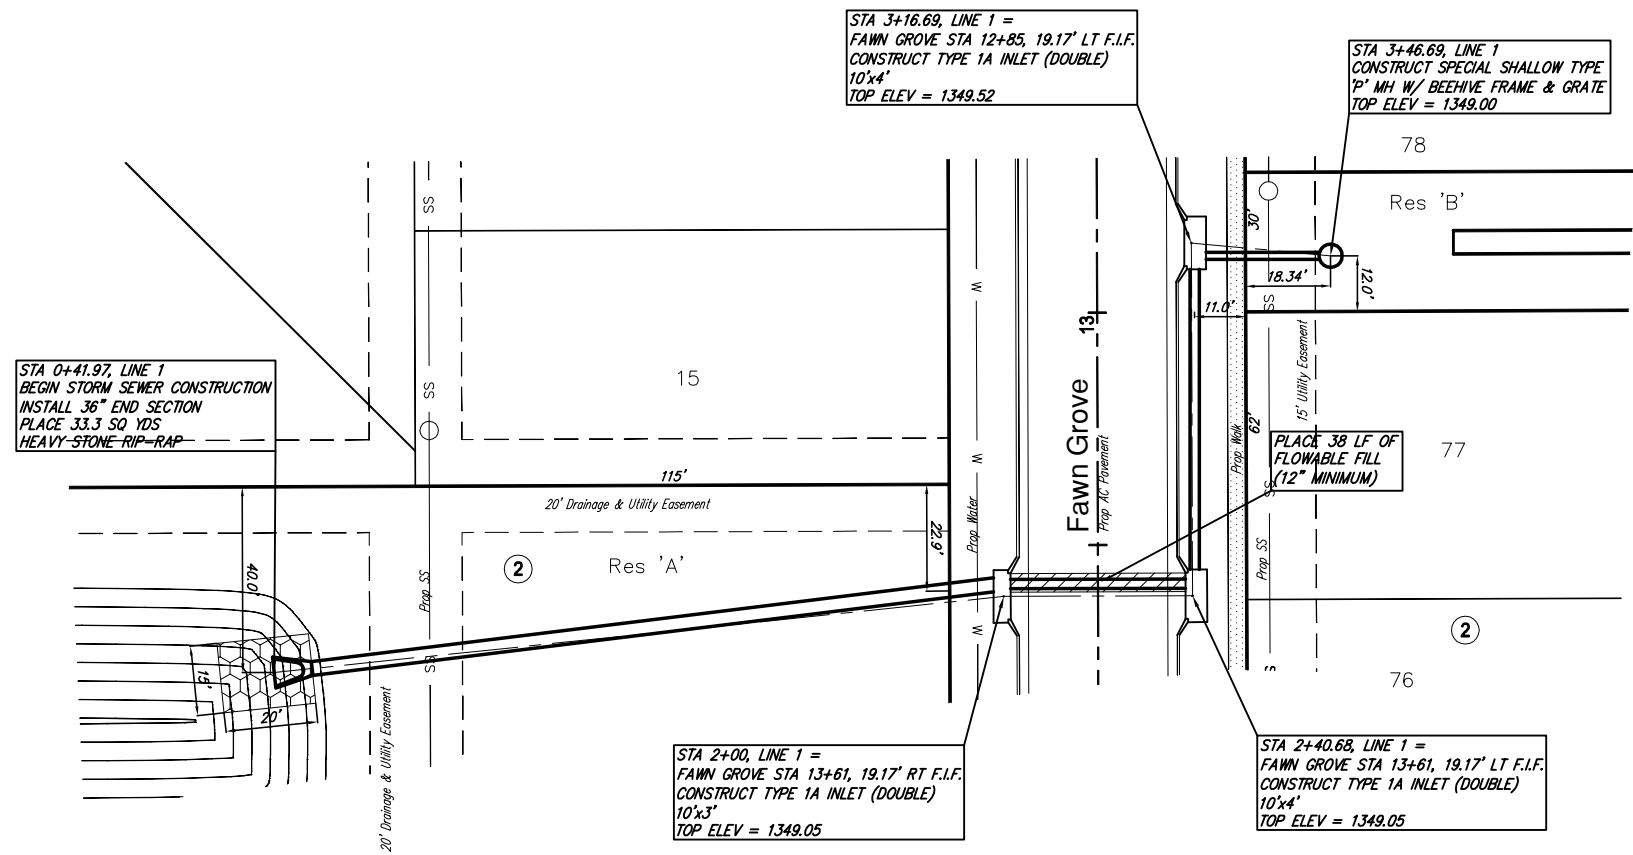 STA 3+16.69, LINE 1 =
FAWN GROVE STA 12+85, 19.17' LT F.I.F.
CONSTRUCT TYPE 1A INLET (DOUBLE)
10'x4'
TOP ELEV = 1349.52
STA 3+46.69, LINE 1
CONSTRUCT SPECIAL SHALLOW TYPE
'P' MH W/ BEEHIVE FRAME & GRATE
TOP ELEV = 1349.00
78
Res 'B'
30'
SS
18.34'
12.0'
SS
11.0'
W
13
15' Utility Easement
STA 0+41.97, LINE 1
BEGIN STORM SEWER CONSTRUCTION
INSTALL 36" END SECTION
PLACE 33.3 SQ YDS
HEAVY STONE RIP-RAP
15
SS
Fawn Grove
Prop AC Pavement
62'
Prop Walk
PLACE 38 LF OF
FLOWABLE FILL
(12" MINIMUM)
77
W
SS
115'
20' Drainage & Utility Easement
22.9'
Prop Water
Prop SS
2
Res 'A'
40.0'
Prop SS
W
2
SS
SS
76
15'
20'
20' Drainage & Utility Easement
STA 2+00, LINE 1 =
FAWN GROVE STA 13+61, 19.17' RT F.I.F.
CONSTRUCT TYPE 1A INLET (DOUBLE)
10'x3'
TOP ELEV = 1349.05
STA 2+40.68, LINE 1 =
FAWN GROVE STA 13+61, 19.17' LT F.I.F.
CONSTRUCT TYPE 1A INLET (DOUBLE)
10'x4'
TOP ELEV = 1349.05